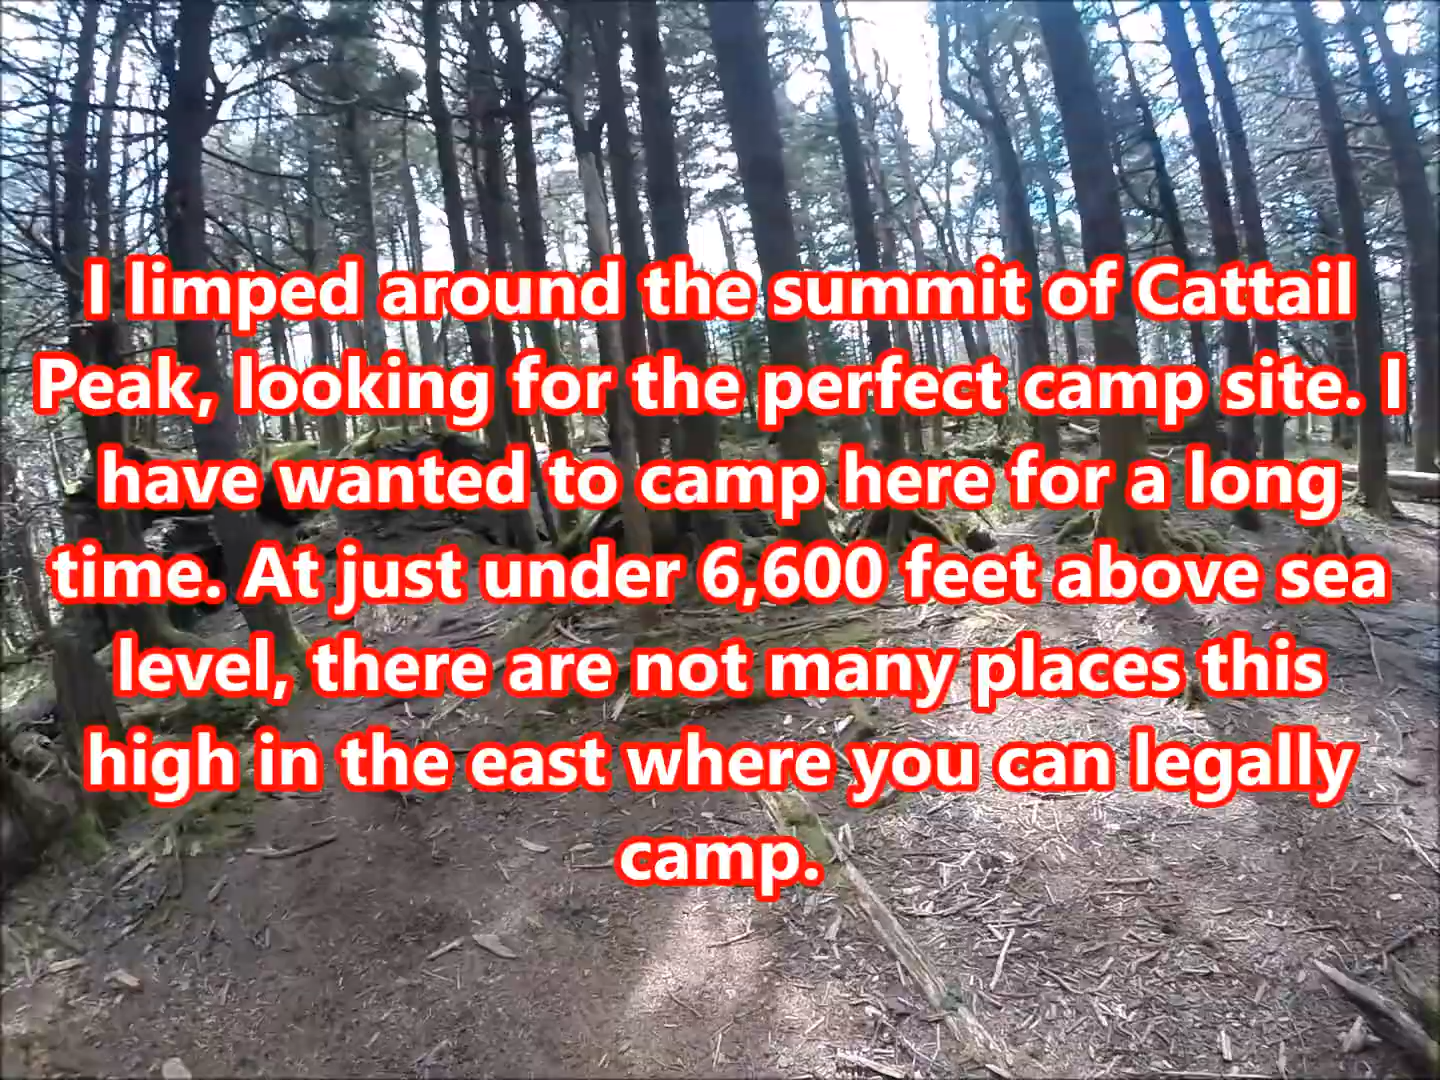 I limped around the summit of Cattail
Peak, looking for the perfect camp site. I
have wanted to camp here for a long
time. At just under 6,600 feet above sea
level, there are not many places this
high in the east where you can legally
camp.